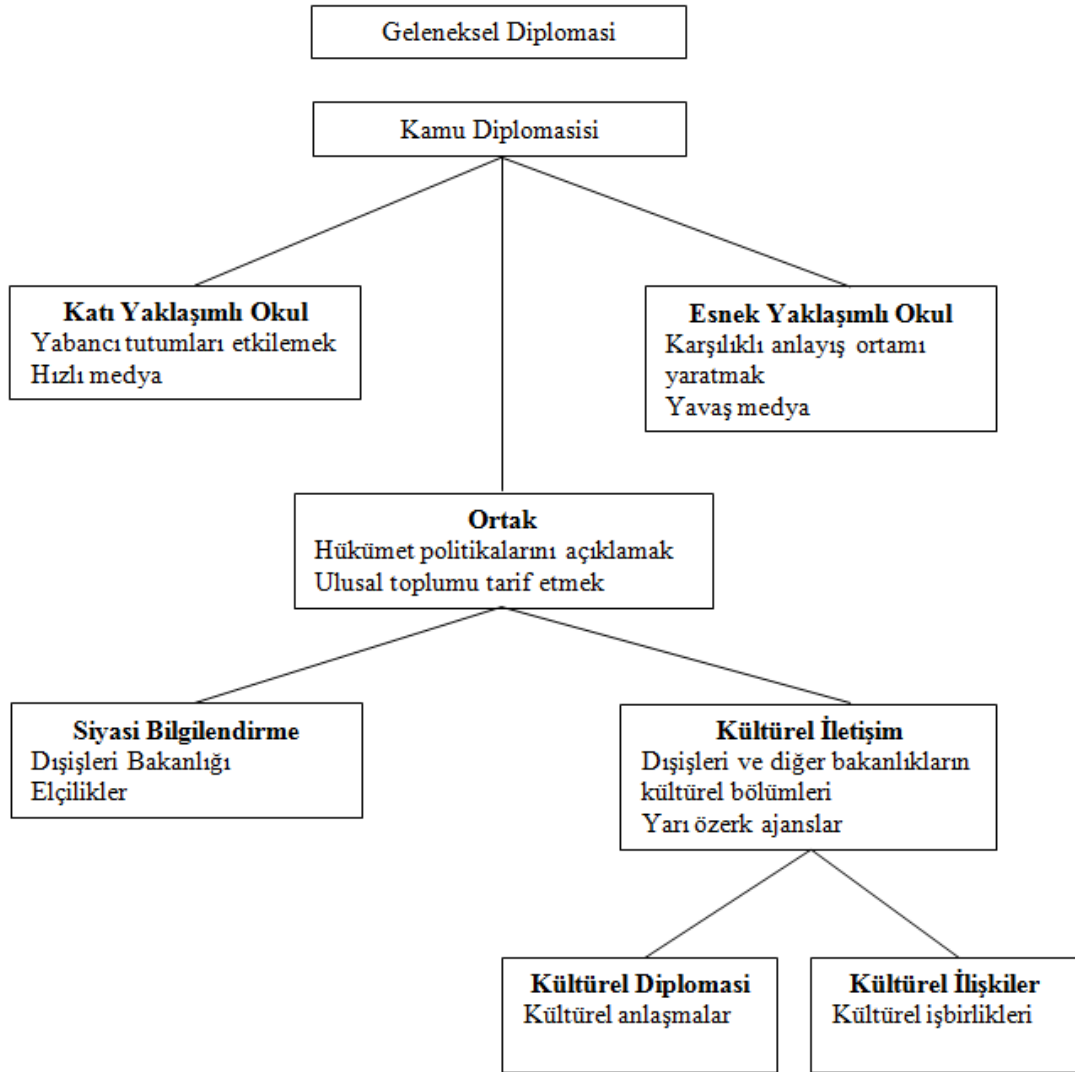 Geleneksel Diplomasi
Kamu Diplomasisi
Katı Yaklaşımlı Okul
Yabancı tutumları etkilemek
Hızlı medya
Esnek Yaklaşımlı Okul
Karşılıklı anlayış ortamı
yaratmak
Yavaş medya
Ortak
Hükümet politikalarını açıklamak
Ulusal toplumu tarif etmek
Siyasi Bilgilendirme
Dışişleri Bakanlığı
Elçilikler
Kültürel İletişim
Dışişleri ve diğer bakanlıkların
kültürel bölümleri
Yarı özerk ajanslar
Kültürel Diplomasi
Kültürel anlaşmalar
Kültürel İlişkiler
Kültürel işbirlikleri